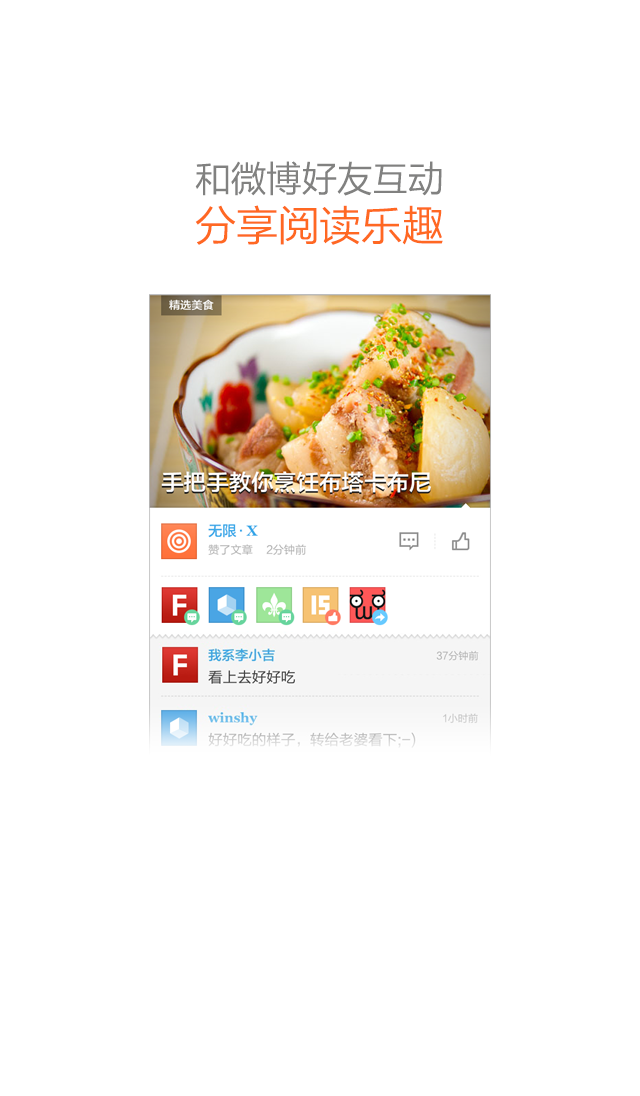 和微博好友互动
分享阅读乐趣
精选美食
手把手教你烹饪布塔卡布尼
无限·X
赞了文章 2分钟前
F
15
F
我系李小吉 37分钟前
看上去好好吃
winshy 1小时前
好好吃的样子，转给老婆看下;-)